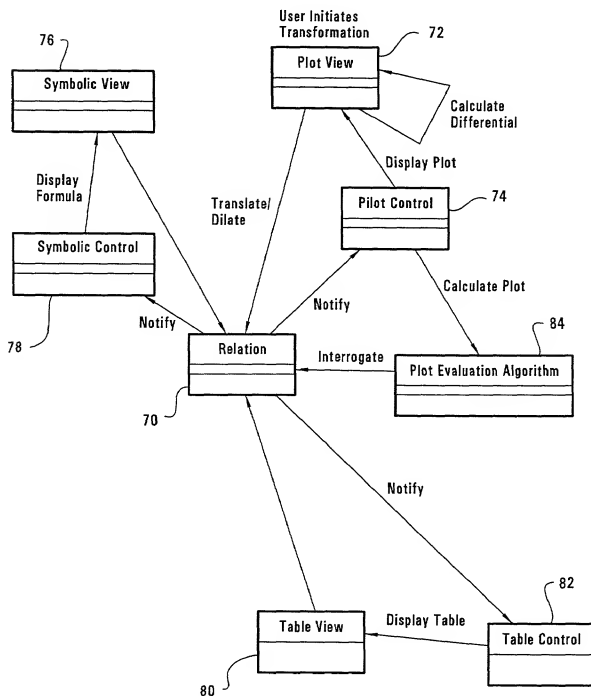 User Initiates
Transformation
72
76
Symbolic View
Plot View
Calculate
Differential
Display Plot
Display
Formula
Translate/
Dilate
Pilot Control
74
Symbolic Control
Calculate Plot
Notify
Notify
78
84
Relation
Interrogate
Plot Evaluation Algorithm
70
Notify
82
Table View
Display Table
Table Control
80